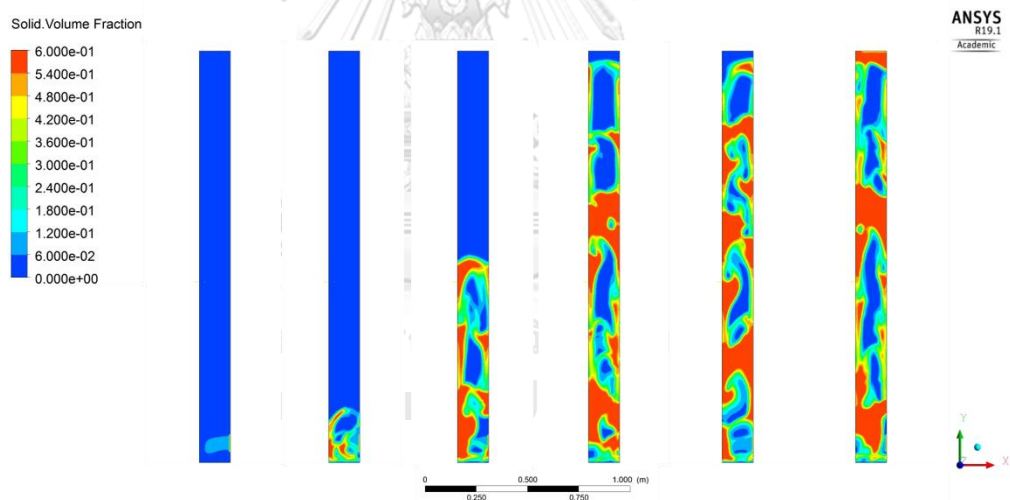 Solid.Volume Fraction
6.000e-01
5.400e-01
4.800e-01
4.200e-01
3.600e-01
3.000e-01
2.400e-01
1.800e-01
1.200e-01
6.000e-02
0.000e+00
ANSYS
R19.1
Academic
Y
Z
X
0 0.500 1.000 (m)
0.250 0.750